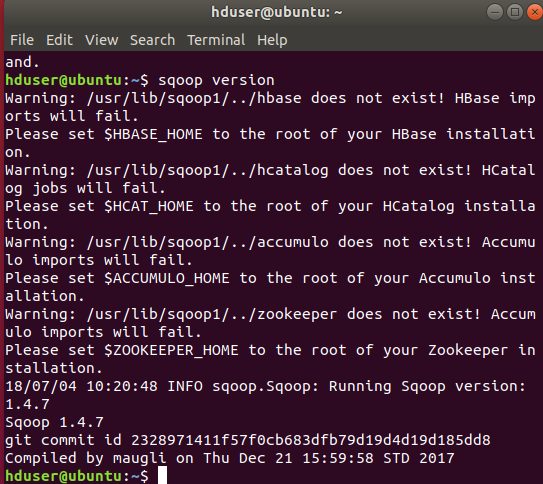 hduser@ubuntu: ~
File Edit View Search Terminal Help
and.
hduser@ubuntu:~$ sqoop version
Warning: /usr/lib/sqoop1/../hbase does not exist! HBase imp
orts will fail.
Please set $HBASE_HOME to the root of your HBase installati
on.
Warning: /usr/lib/sqoop1/../hcatalog does not exist! HCatal
og jobs will fail.
Please set $HCAT_HOME to the root of your HCatalog installa
tion.
Warning: /usr/lib/sqoop1/../accumulo does not exist! Accumu
lo imports will fail.
Please set $ACCUMULO_HOME to the root of your Accumulo inst
allation.
Warning: /usr/lib/sqoop1/../zookeeper does not exist! Accum
ulo imports will fail.
Please set $ZOOKEEPER_HOME to the root of your Zookeeper in
stallation.
18/07/04 10:20:48 INFO sqoop.Sqoop: Running Sqoop version:
1.4.7
Sqoop 1.4.7
git commit id 2328971411f57f0cb683dfb79d19d4d19d185dd8
Compiled by maugli on Thu Dec 21 15:59:58 STD 2017
hduser@ubuntu:~$